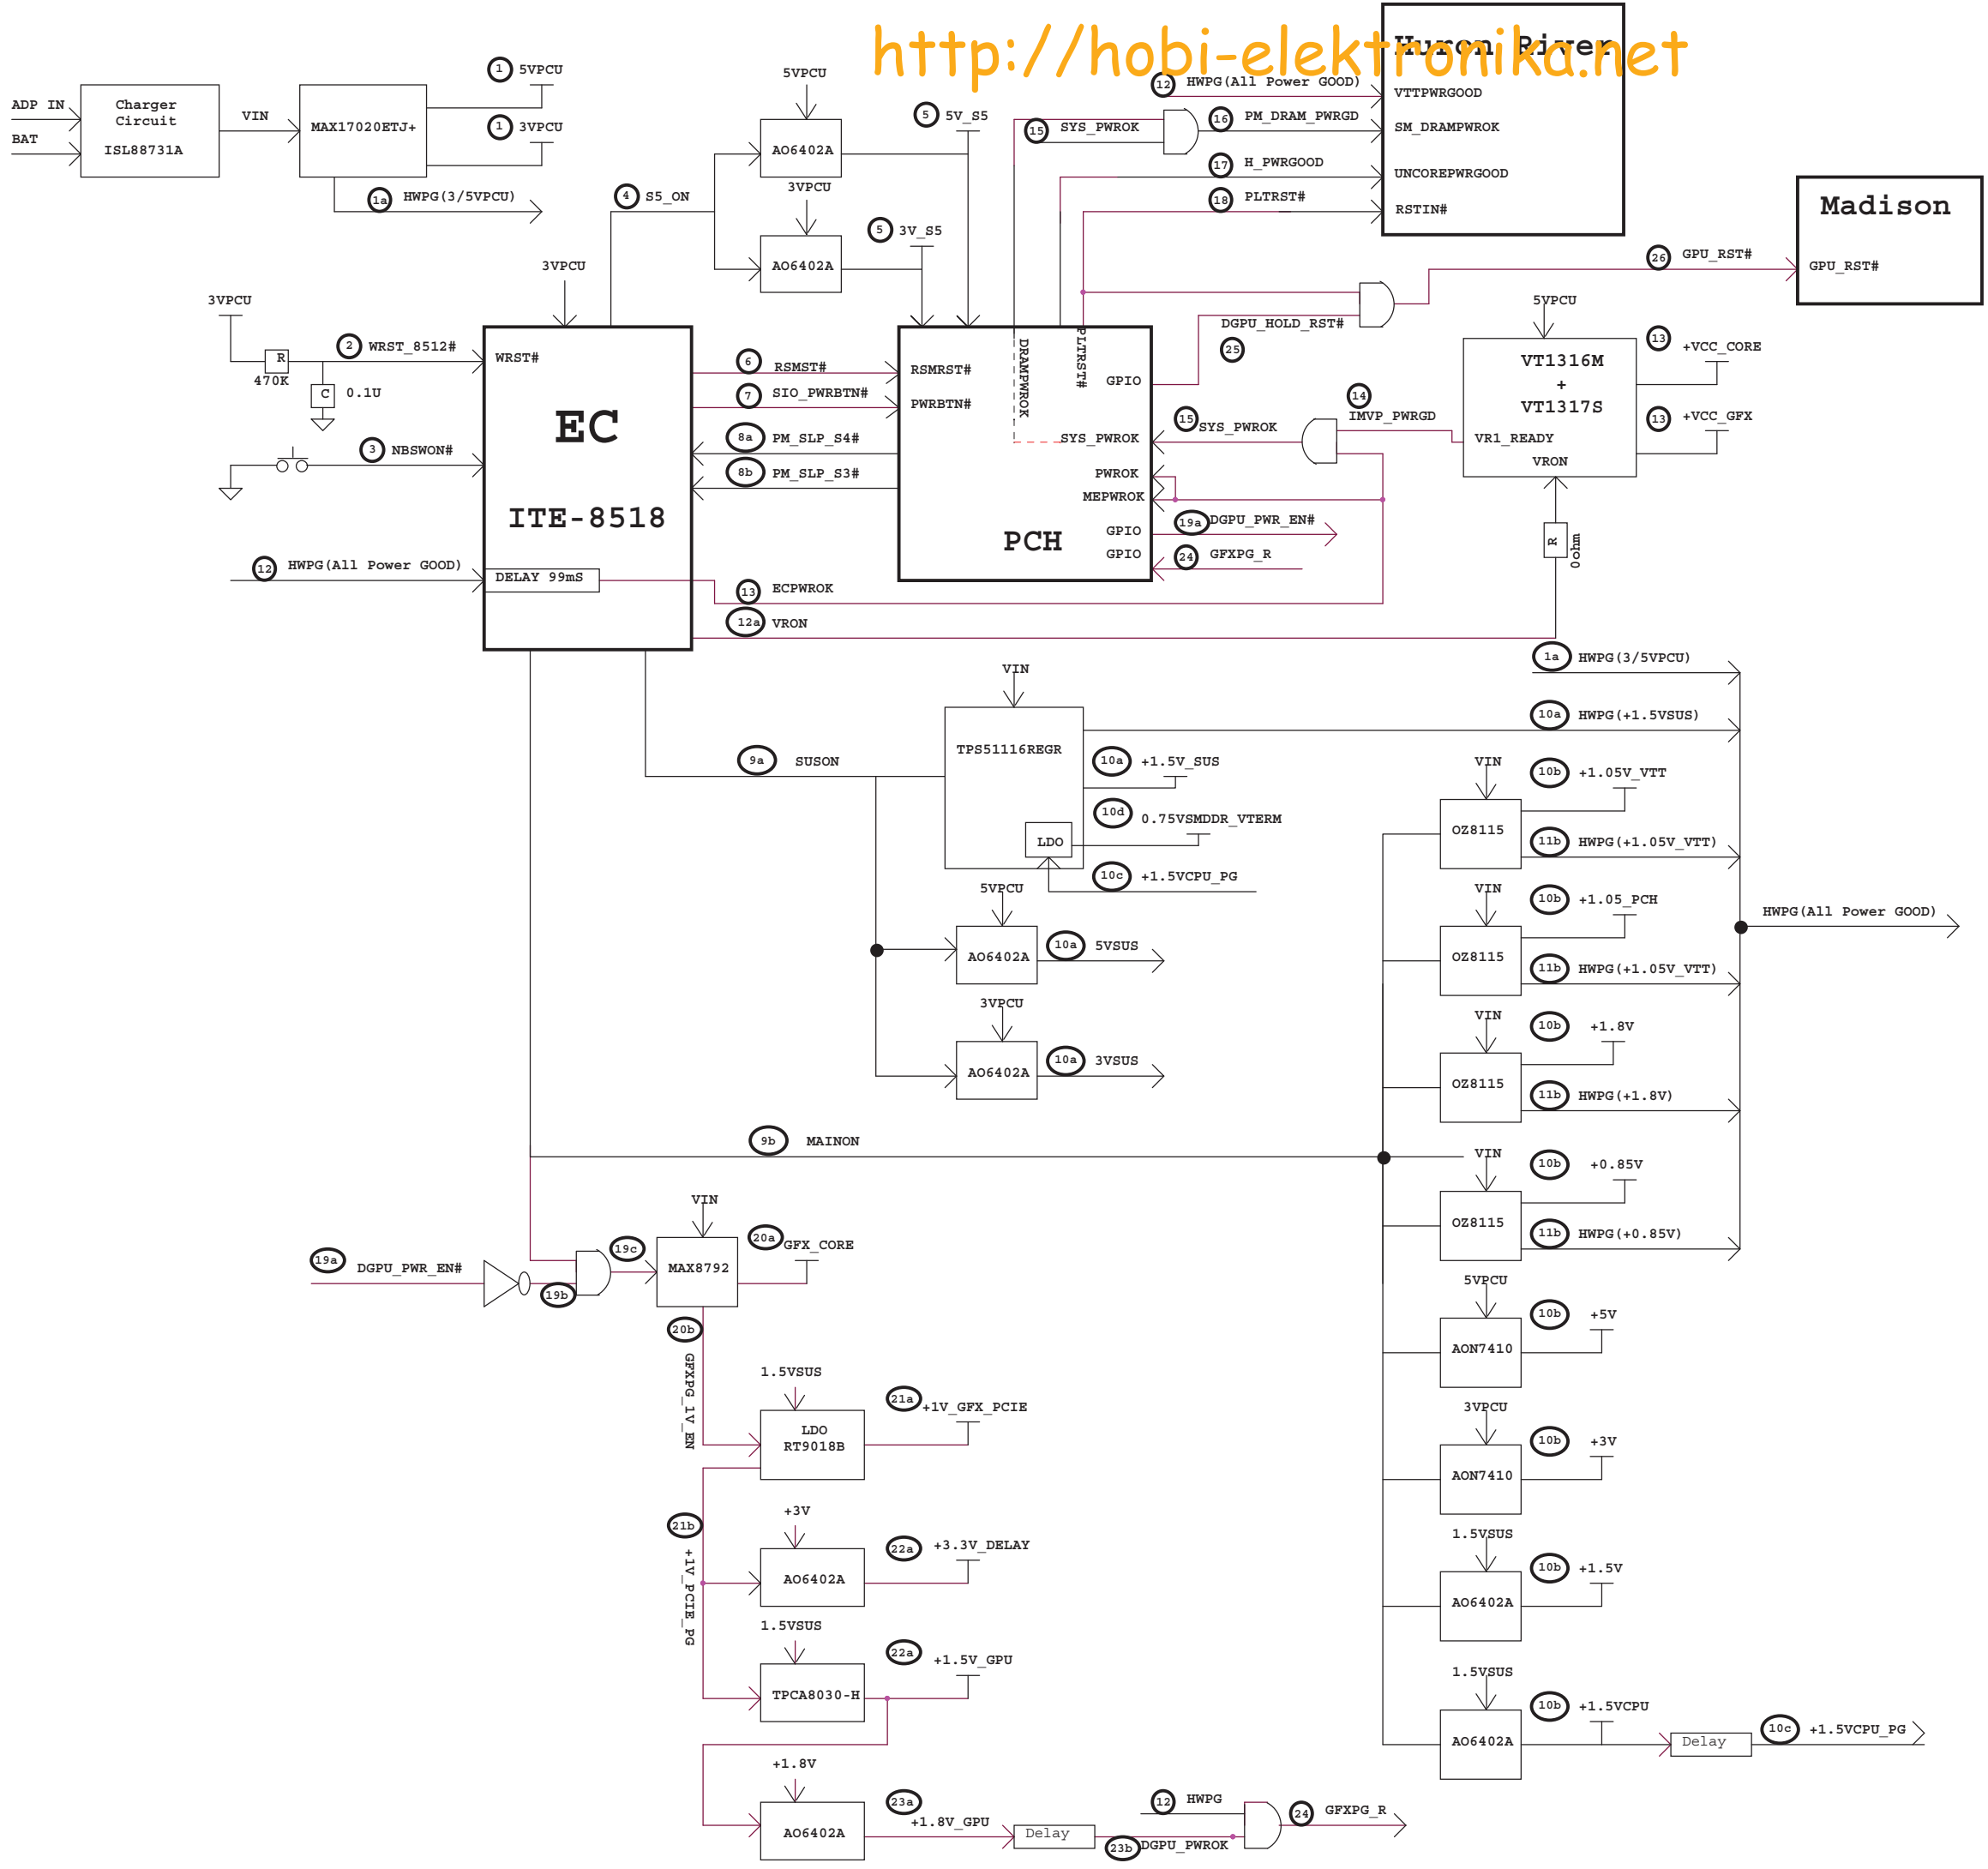 http://hobi-elektronika.net
Huron River
ADP IN
BAT
Charger
Circuit
ISL88731A
VIN
MAX17020ETJ+
1 5VPCU
1 3VPCU
1a HWPG(3/5VPCU)
5VPCU
AO6402A
3VPCU
AO6402A
4 S5_ON
5 5V_S5
5 3V_S5
12 HWPG(All Power GOOD)
VTTPWRGOOD
15 SYS_PWROK
16 PM_DRAM_PWRGD
SM_DRAMPWROK
17 H_PWRGOOD
UNCOREPWRGOOD
18 PLTRST#
RSTIN#
Madison
26 GPU_RST#
GPU_RST#
3VPCU
R
470K
C 0.1U
2 WRST_8512#
3VPCU
WRST#
EC
ITE-8518
3 NBSWON#
12 HWPG(All Power GOOD)
DELAY 99mS
6 RSMST#
7 SIO_PWRBTN#
8a PM_SLP_S4#
8b PM_SLP_S3#
13 ECPWROK
12a VRON
RSMRST#
PWRBTN#
DRAMPWROK
PLTRST#
GPIO
SYS_PWROK
PWROK
MEPWROK
GPIO
GPIO
PCH
DGPU_HOLD_RST#
25
14
IMVP_PWRGD
15 SYS_PWROK
19a DGPU_PWR_EN#
24 GFXPG_R
5VPCU
VT1316M
+
VT1317S
VR1_READY
VRON
13 +VCC_CORE
13 +VCC_GFX
R
0ohm
1a HWPG(3/5VPCU)
9a SUSON
VIN
TPS51116REGR
LDO
10a HWPG(+1.5VSUS)
10a +1.5V_SUS
10d 0.75VSMDDR_VTERM
10c +1.5VCPU_PG
5VPCU
AO6402A
10a 5VSUS
3VPCU
AO6402A
10a 3VSUS
VIN
OZ8115
10b +1.05V_VTT
11b HWPG(+1.05V_VTT)
VIN
OZ8115
10b +1.05_PCH
11b HWPG(+1.05V_VTT)
HWPG(All Power GOOD)
VIN
OZ8115
10b +1.8V
11b HWPG(+1.8V)
9b MAINON
VIN
OZ8115
10b +0.85V
11b HWPG(+0.85V)
5VPCU
AON7410
10b +5V
3VPCU
AON7410
10b +3V
1.5VSUS
AO6402A
10b +1.5V
1.5VSUS
AO6402A
10b +1.5VCPU
Delay
10c +1.5VCPU_PG
19a DGPU_PWR_EN#
19b
19c
VIN
MAX8792
20a GFX_CORE
20b
GFXPG_1V_EN
1.5VSUS
LDO
RT9018B
21a +1V_GFX_PCIE
21b
+1V_PCIE_PG
+3V
AO6402A
22a +3.3V_DELAY
1.5VSUS
TPCA8030-H
22a +1.5V_GPU
+1.8V
AO6402A
23a +1.8V_GPU
Delay
23b DGPU_PWROK
12 HWPG
24 GFXPG_R